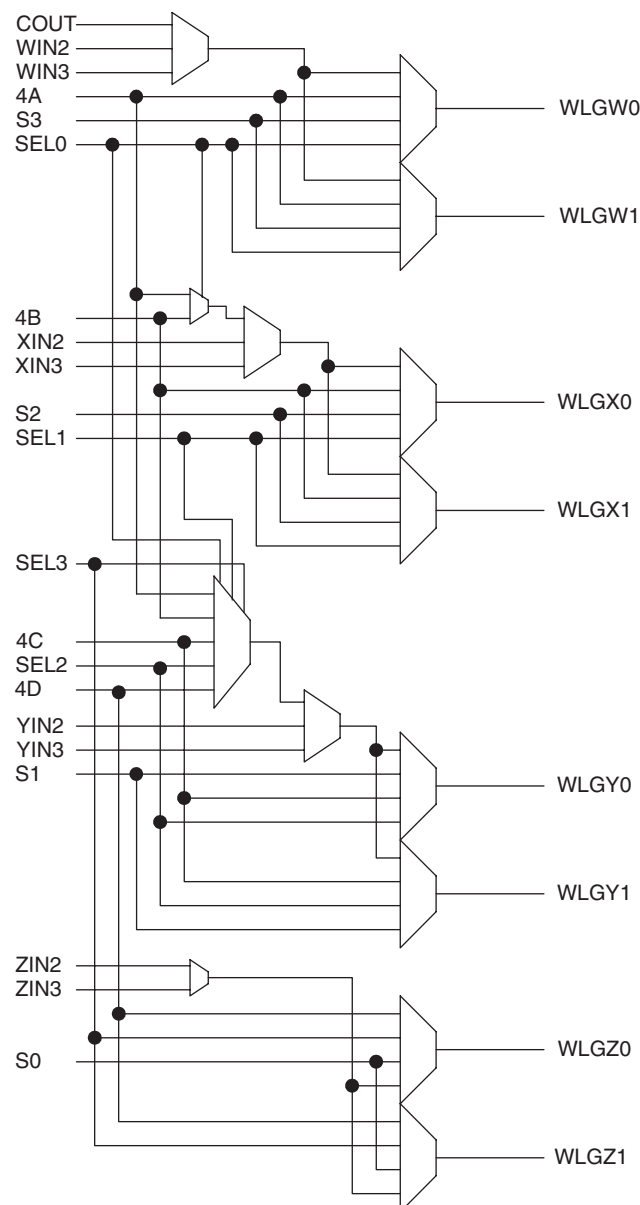 COUT
WIN2
WIN3
4A
S3
SEL0
WLGW0
WLGW1
4B
XIN2
XIN3
S2
SEL1
WLGX0
WLGX1
SEL3
4C
SEL2
4D
YIN2
YIN3
S1
WLGY0
WLGY1
ZIN2
ZIN3
S0
WLGZ0
WLGZ1